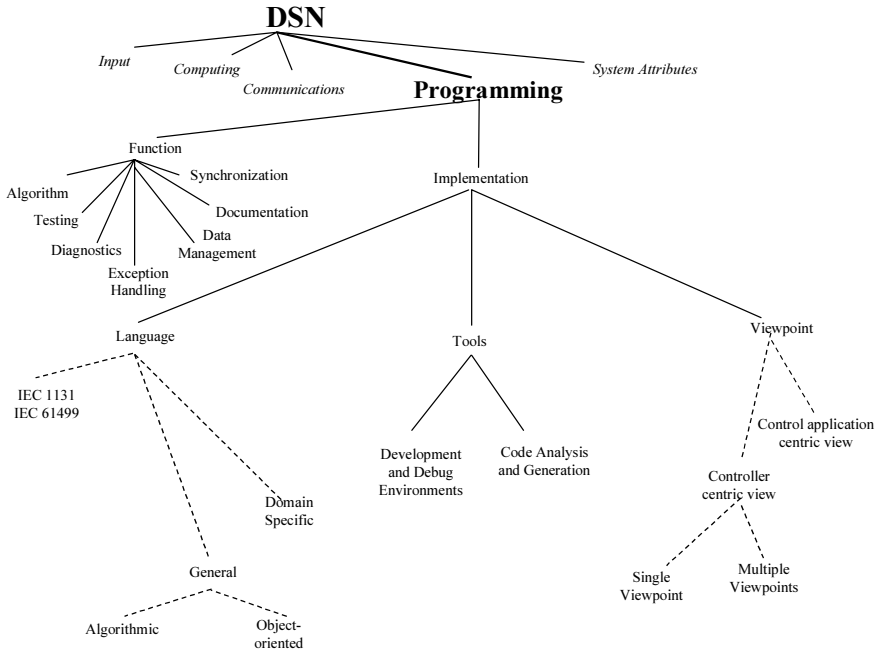 DSN
Input
Computing
Communications
System Attributes
Programming
Function
Synchronization
Implementation
Algorithm
Documentation
Testing
Data
Management
Diagnostics
Exception
Handling
Language
Tools
Viewpoint
IEC 1131
IEC 61499
Control application
centric view
Development
and Debug
Environments
Code Analysis
and Generation
Controller
centric view
Domain
Specific
General
Single
Viewpoint
Multiple
Viewpoints
Algorithmic
Object-
oriented